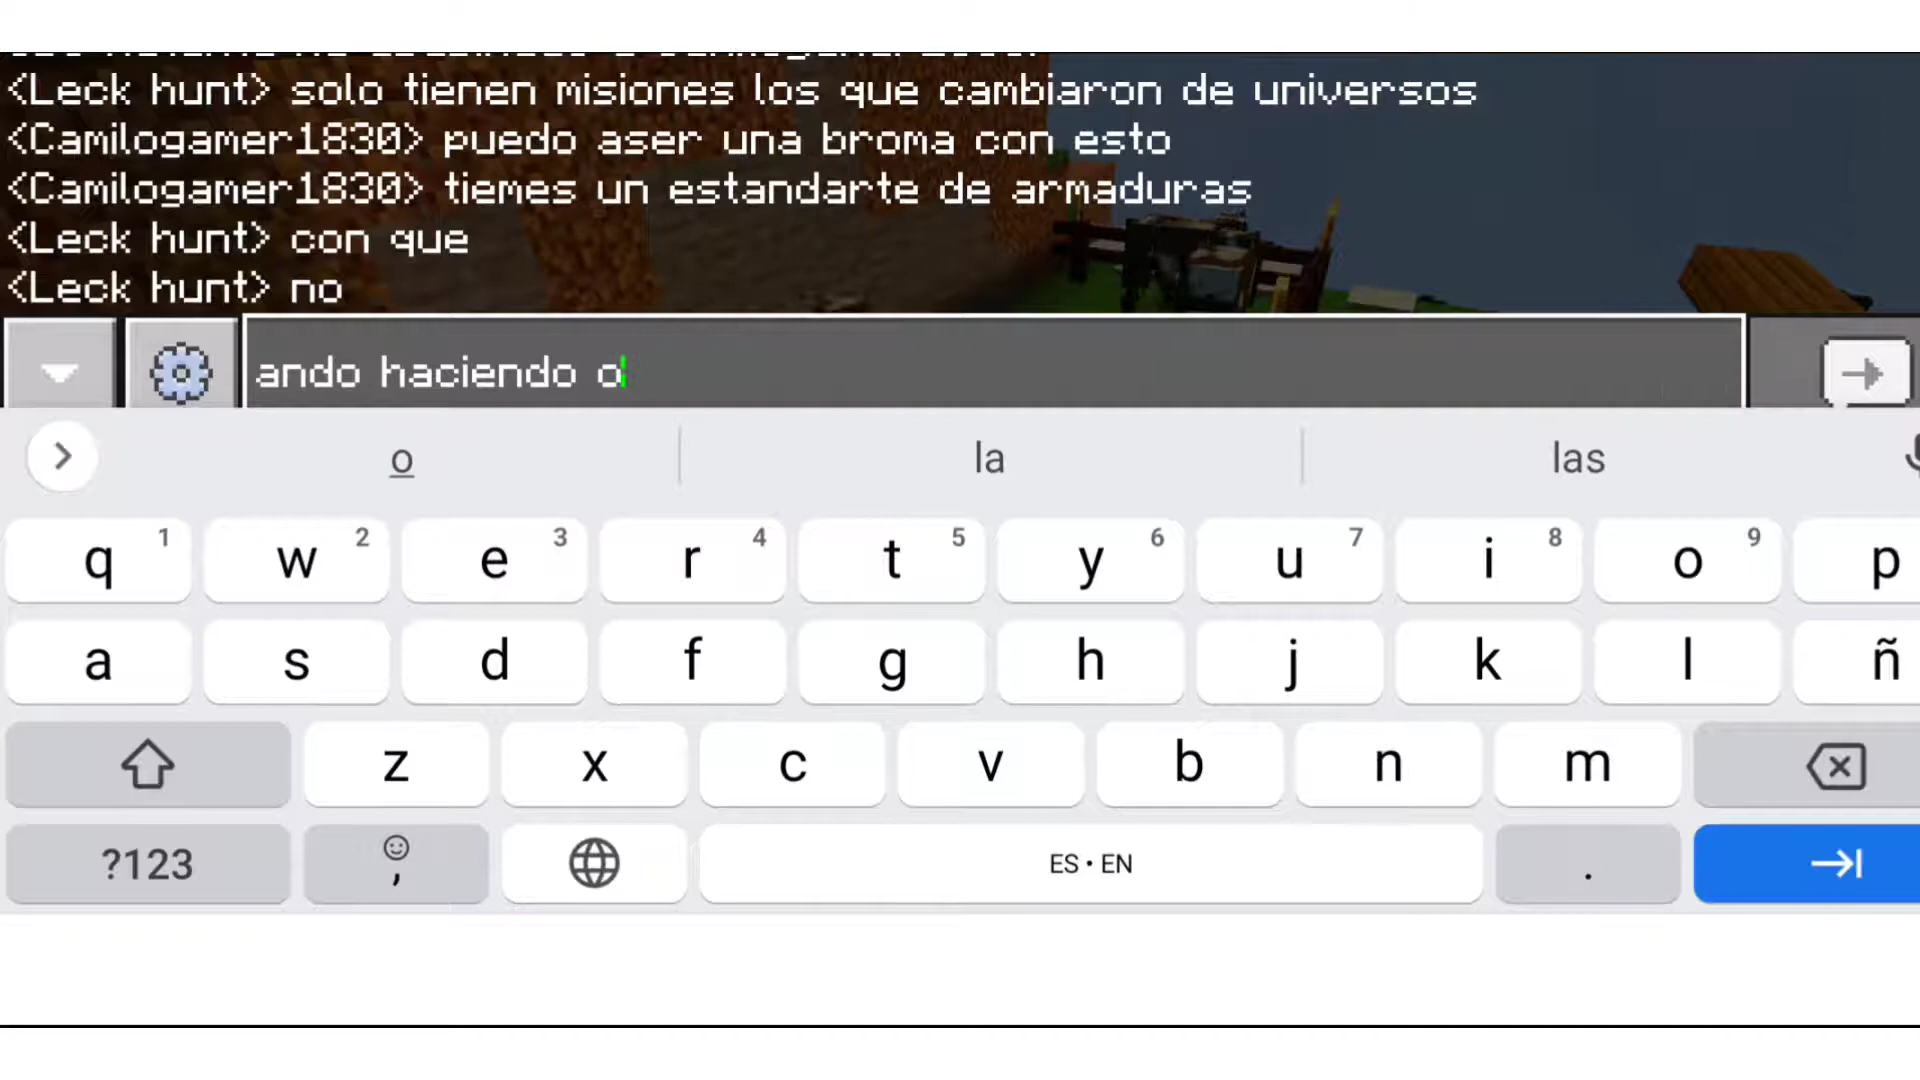 <Leck hunt> solo tienen misiones los que cambiaron de universos
<Camilogamer1830> puedo aser una broma con esto
<Camilogamer1830> tiemes un estandarte de armaduras
<Leck hunt> con que
<Leck hunt> no
ando haciendo o
o la las
q 1 w 2 e 3 r 4 t 5 y 6 u 7 i 8 o 9 p
a s d f g h j k l ñ
z x c v b n m
?123 , ES • EN .